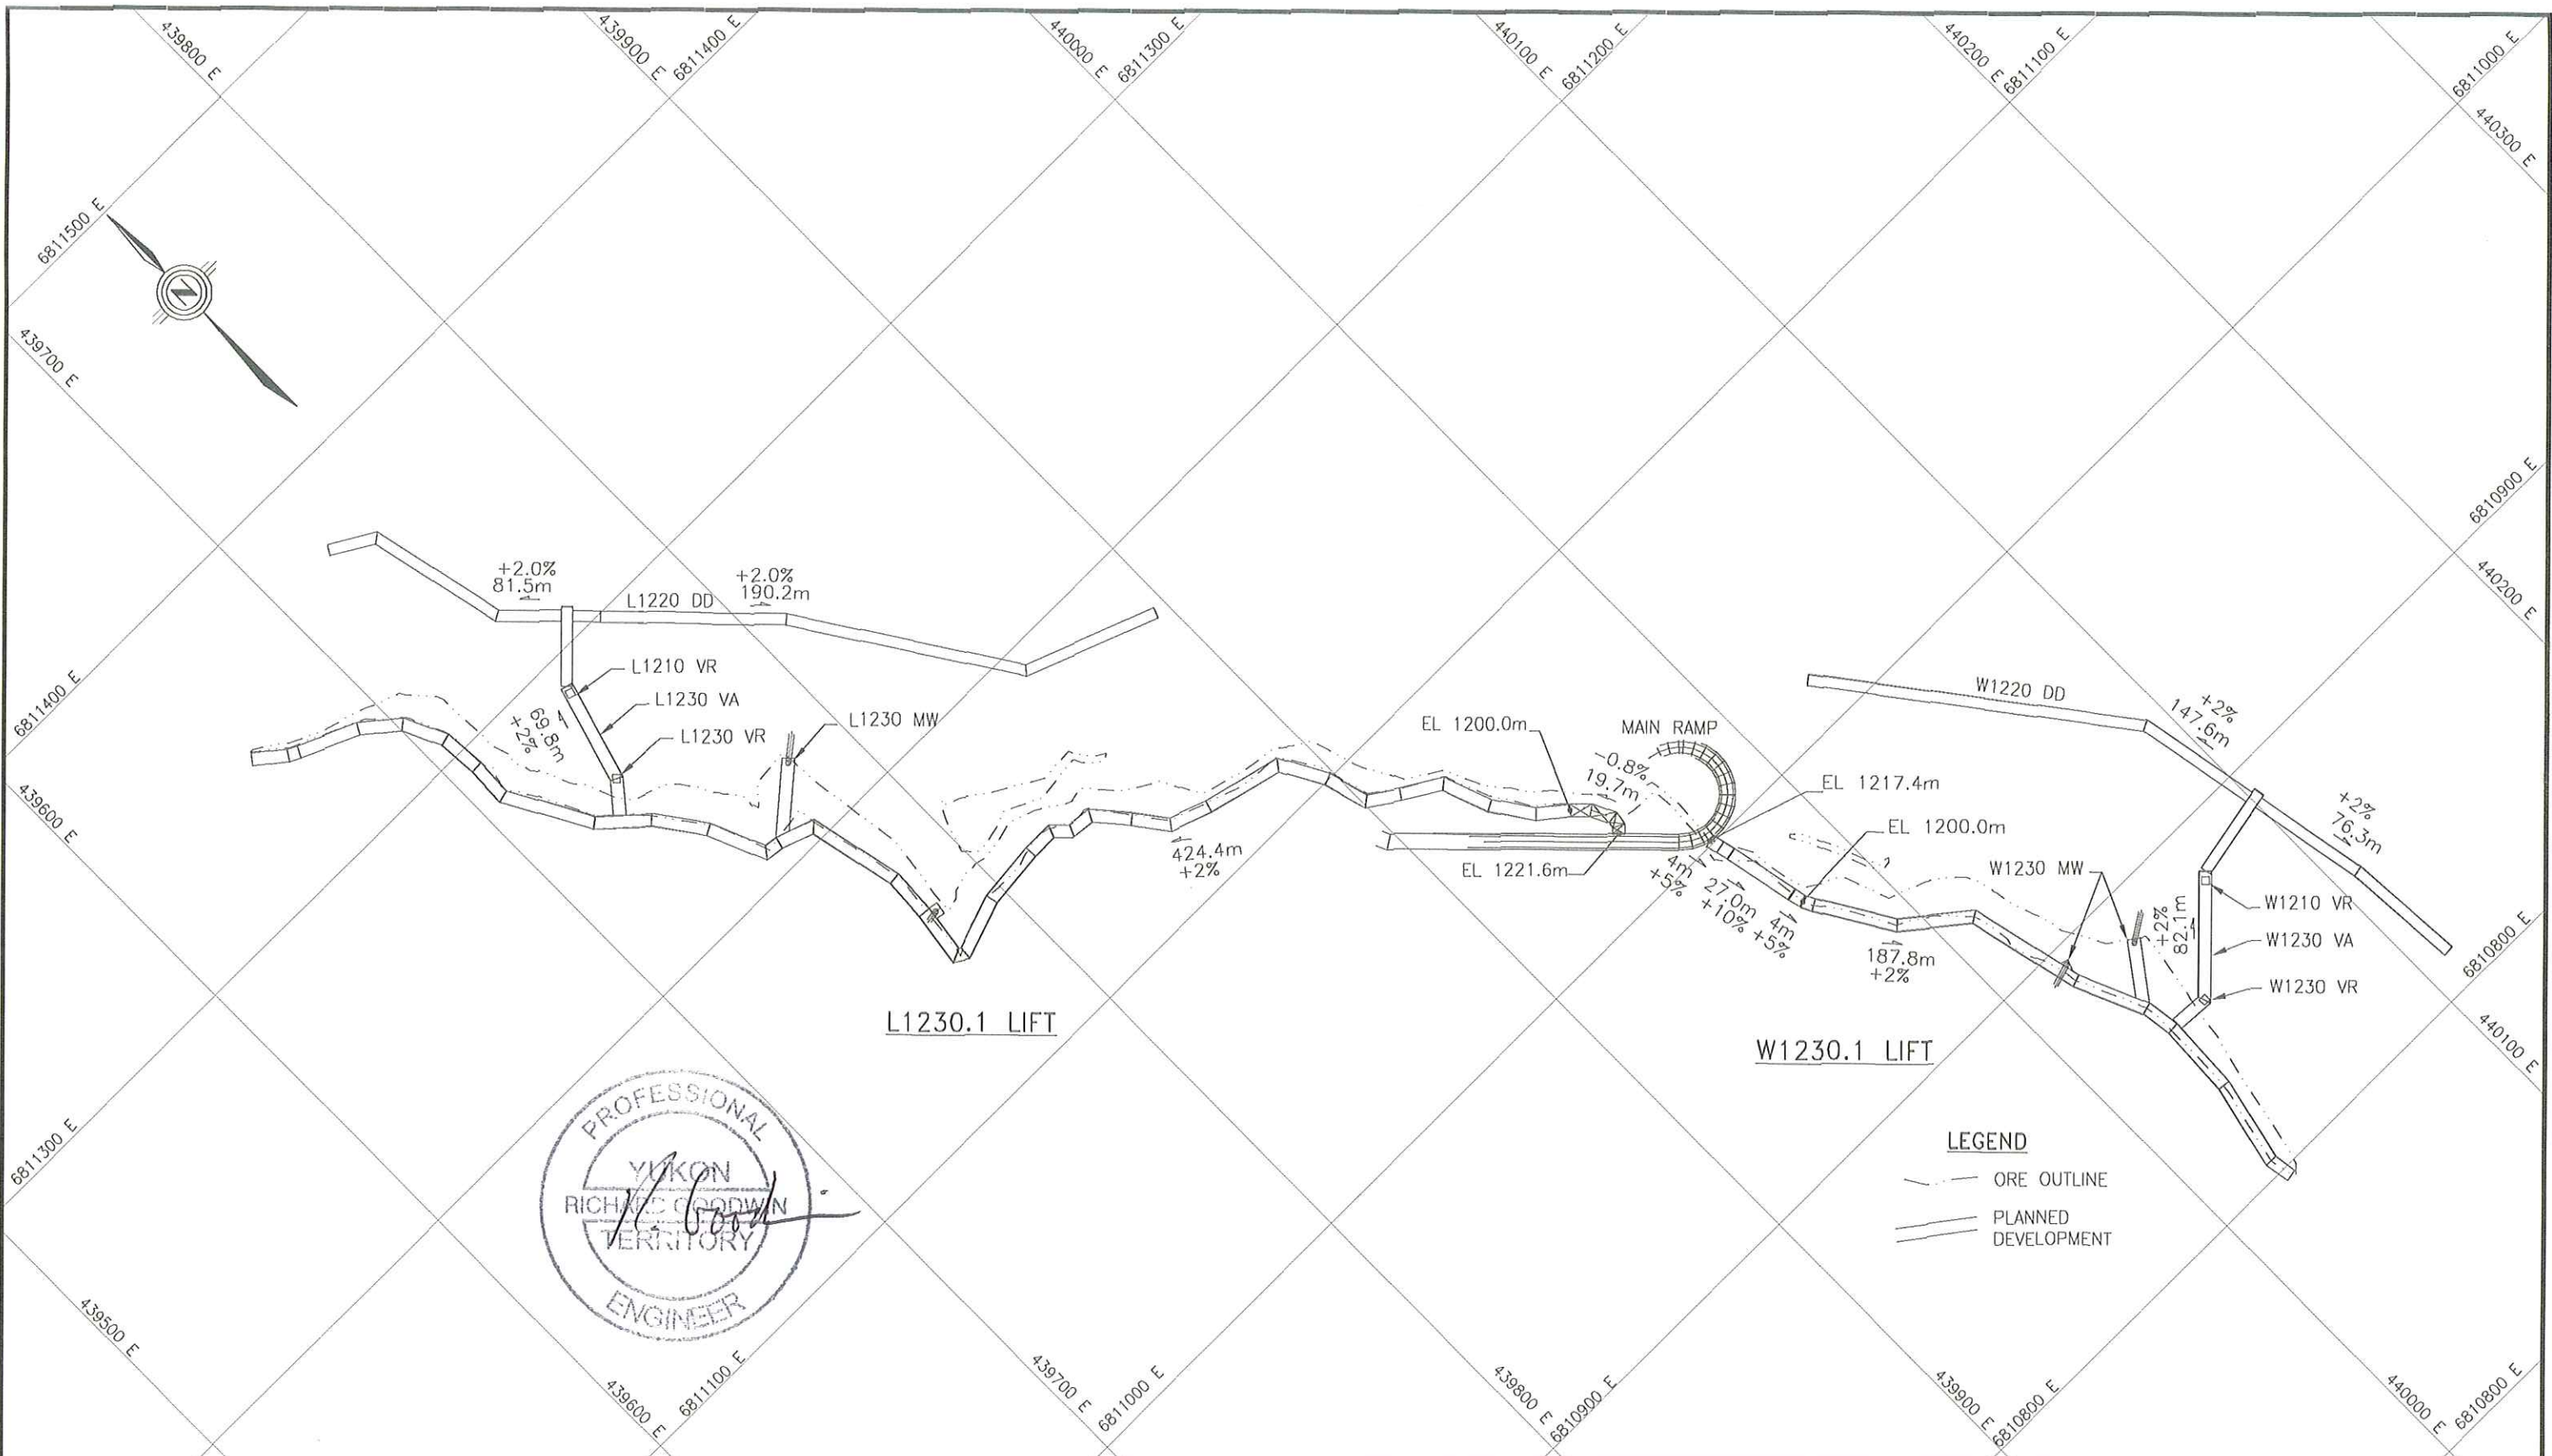 439800 E
439900 E
6811400 E
440000 E
6811300 E
440100 E
6811200 E
440200 E
6811100 E
6811000 E
440300 E
6811500 E
N
439700 E
6810900 E
440200 E
+2.0%
81.5m
L1220 DD
+2.0%
190.2m
L1210 VR
L1230 VA
L1230 VR
69.8m
+2%
L1230 MW
6811400 E
439600 E
EL 1200.0m
MAIN RAMP
-0.8%
19.7m
EL 1217.4m
EL 1200.0m
EL 1221.6m
424.4m
+2%
4m
+5%
27.0m
+10%
4m
+5%
187.8m
+2%
W1220 DD
+2%
147.6m
+2%
76.3m
W1230 MW
+2%
82.1m
W1210 VR
W1230 VA
W1230 VR
6810800 E
440100 E
L1230.1 LIFT
W1230.1 LIFT
6811300 E
PROFESSIONAL
YUKON
RICHARD GOODWIN
TERRITORY
ENGINEER
LEGEND
ORE OUTLINE
PLANNED
DEVELOPMENT
439500 E
439600 E
6811100 E
439700 E
6811000 E
439800 E
6810900 E
439900 E
6810800 E
440000 E
6810800 E